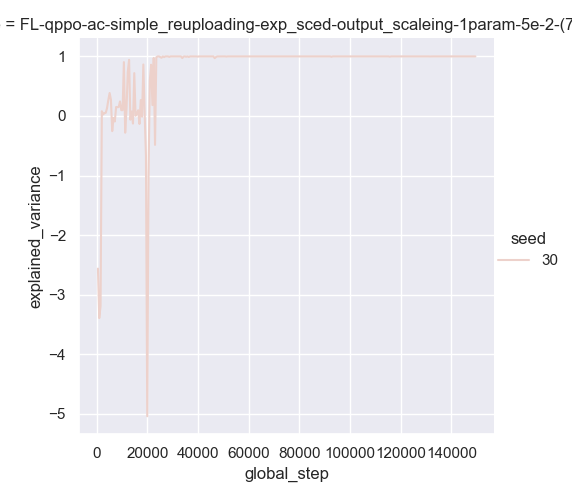 = FL-qppo-ac-simple_reuploading-exp_sced-output_scaleing-1param-5e-2-(7
1
0
−1
−2
−3
−4
−5
explained_variance
0 20000 40000 60000 80000 100000 120000 140000
global_step
seed
30